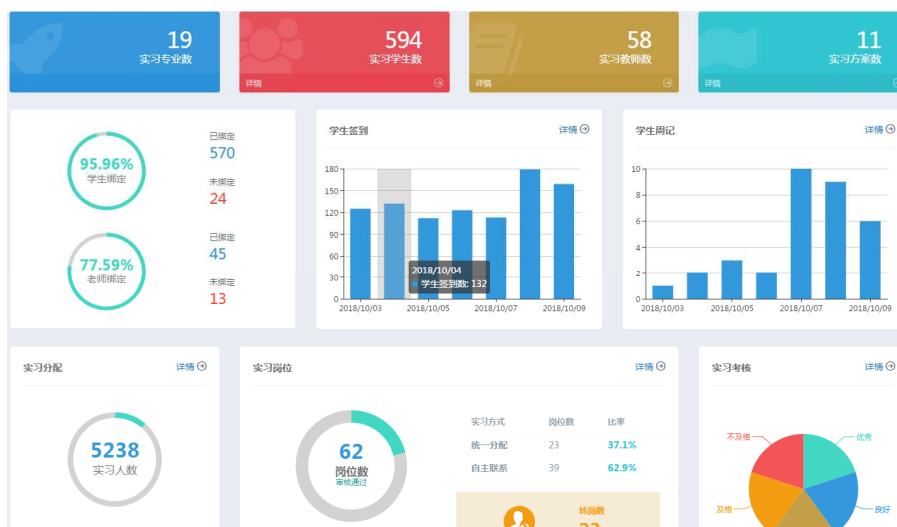 19
实习专业数
594
实习学生数
详情
58
实习教师数
详情
11
实习方案数
详情
95.96%
学生绑定
已绑定
570
未绑定
24
77.59%
老师绑定
已绑定
45
未绑定
13
学生签到
详情
180
150
120
90
60
30
0
2018/10/04
学生签到数: 132
2018/10/03
2018/10/05
2018/10/07
2018/10/09
学生周记
详情
10
8
6
4
2
0
2018/10/03
2018/10/05
2018/10/07
2018/10/09
实习分配
详情
5238
实习人数
实习岗位
详情
62
岗位数
审核通过
实习方式 岗位数 比率
统一分配 23 37.1%
自主联系 39 62.9%
转岗数
实习考核
详情
不及格
优秀
及格
良好